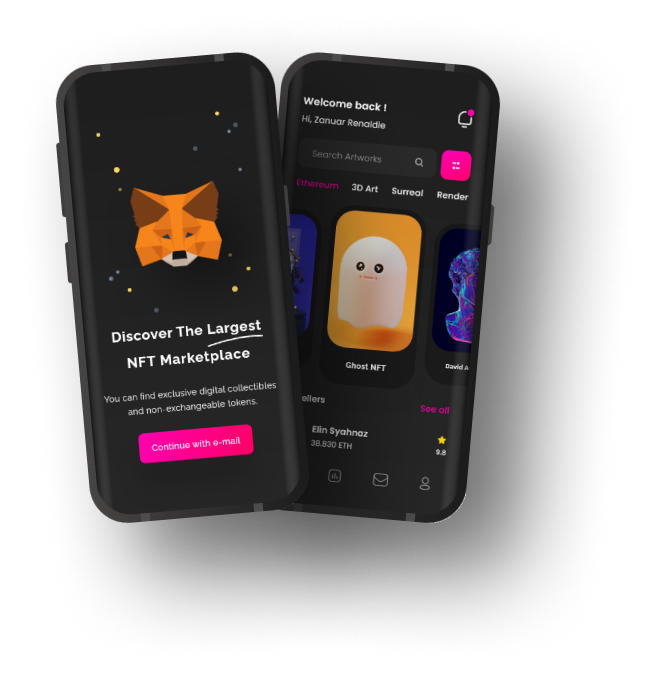 Discover The Largest
NFT Marketplace
You can find exclusive digital collectibles
and non-exchangeable tokens.
Continue with e-mail
Welcome back !
Hi, Zanuar Renaldie
Search Artworks
Ethereum 3D Art Surreal Render
Ghost NFT
David A
ellers See all
Elin Syahnaz
38.830 ETH
9.8